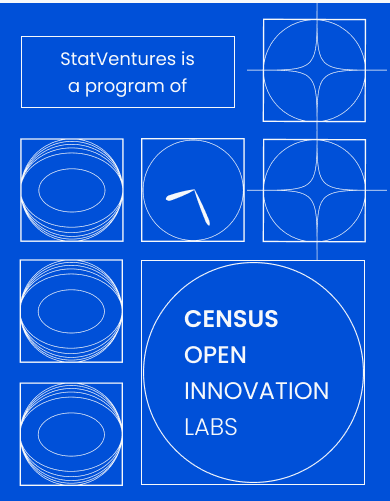 StatVentures is
a program of
CENSUS
OPEN
INNOVATION
LABS